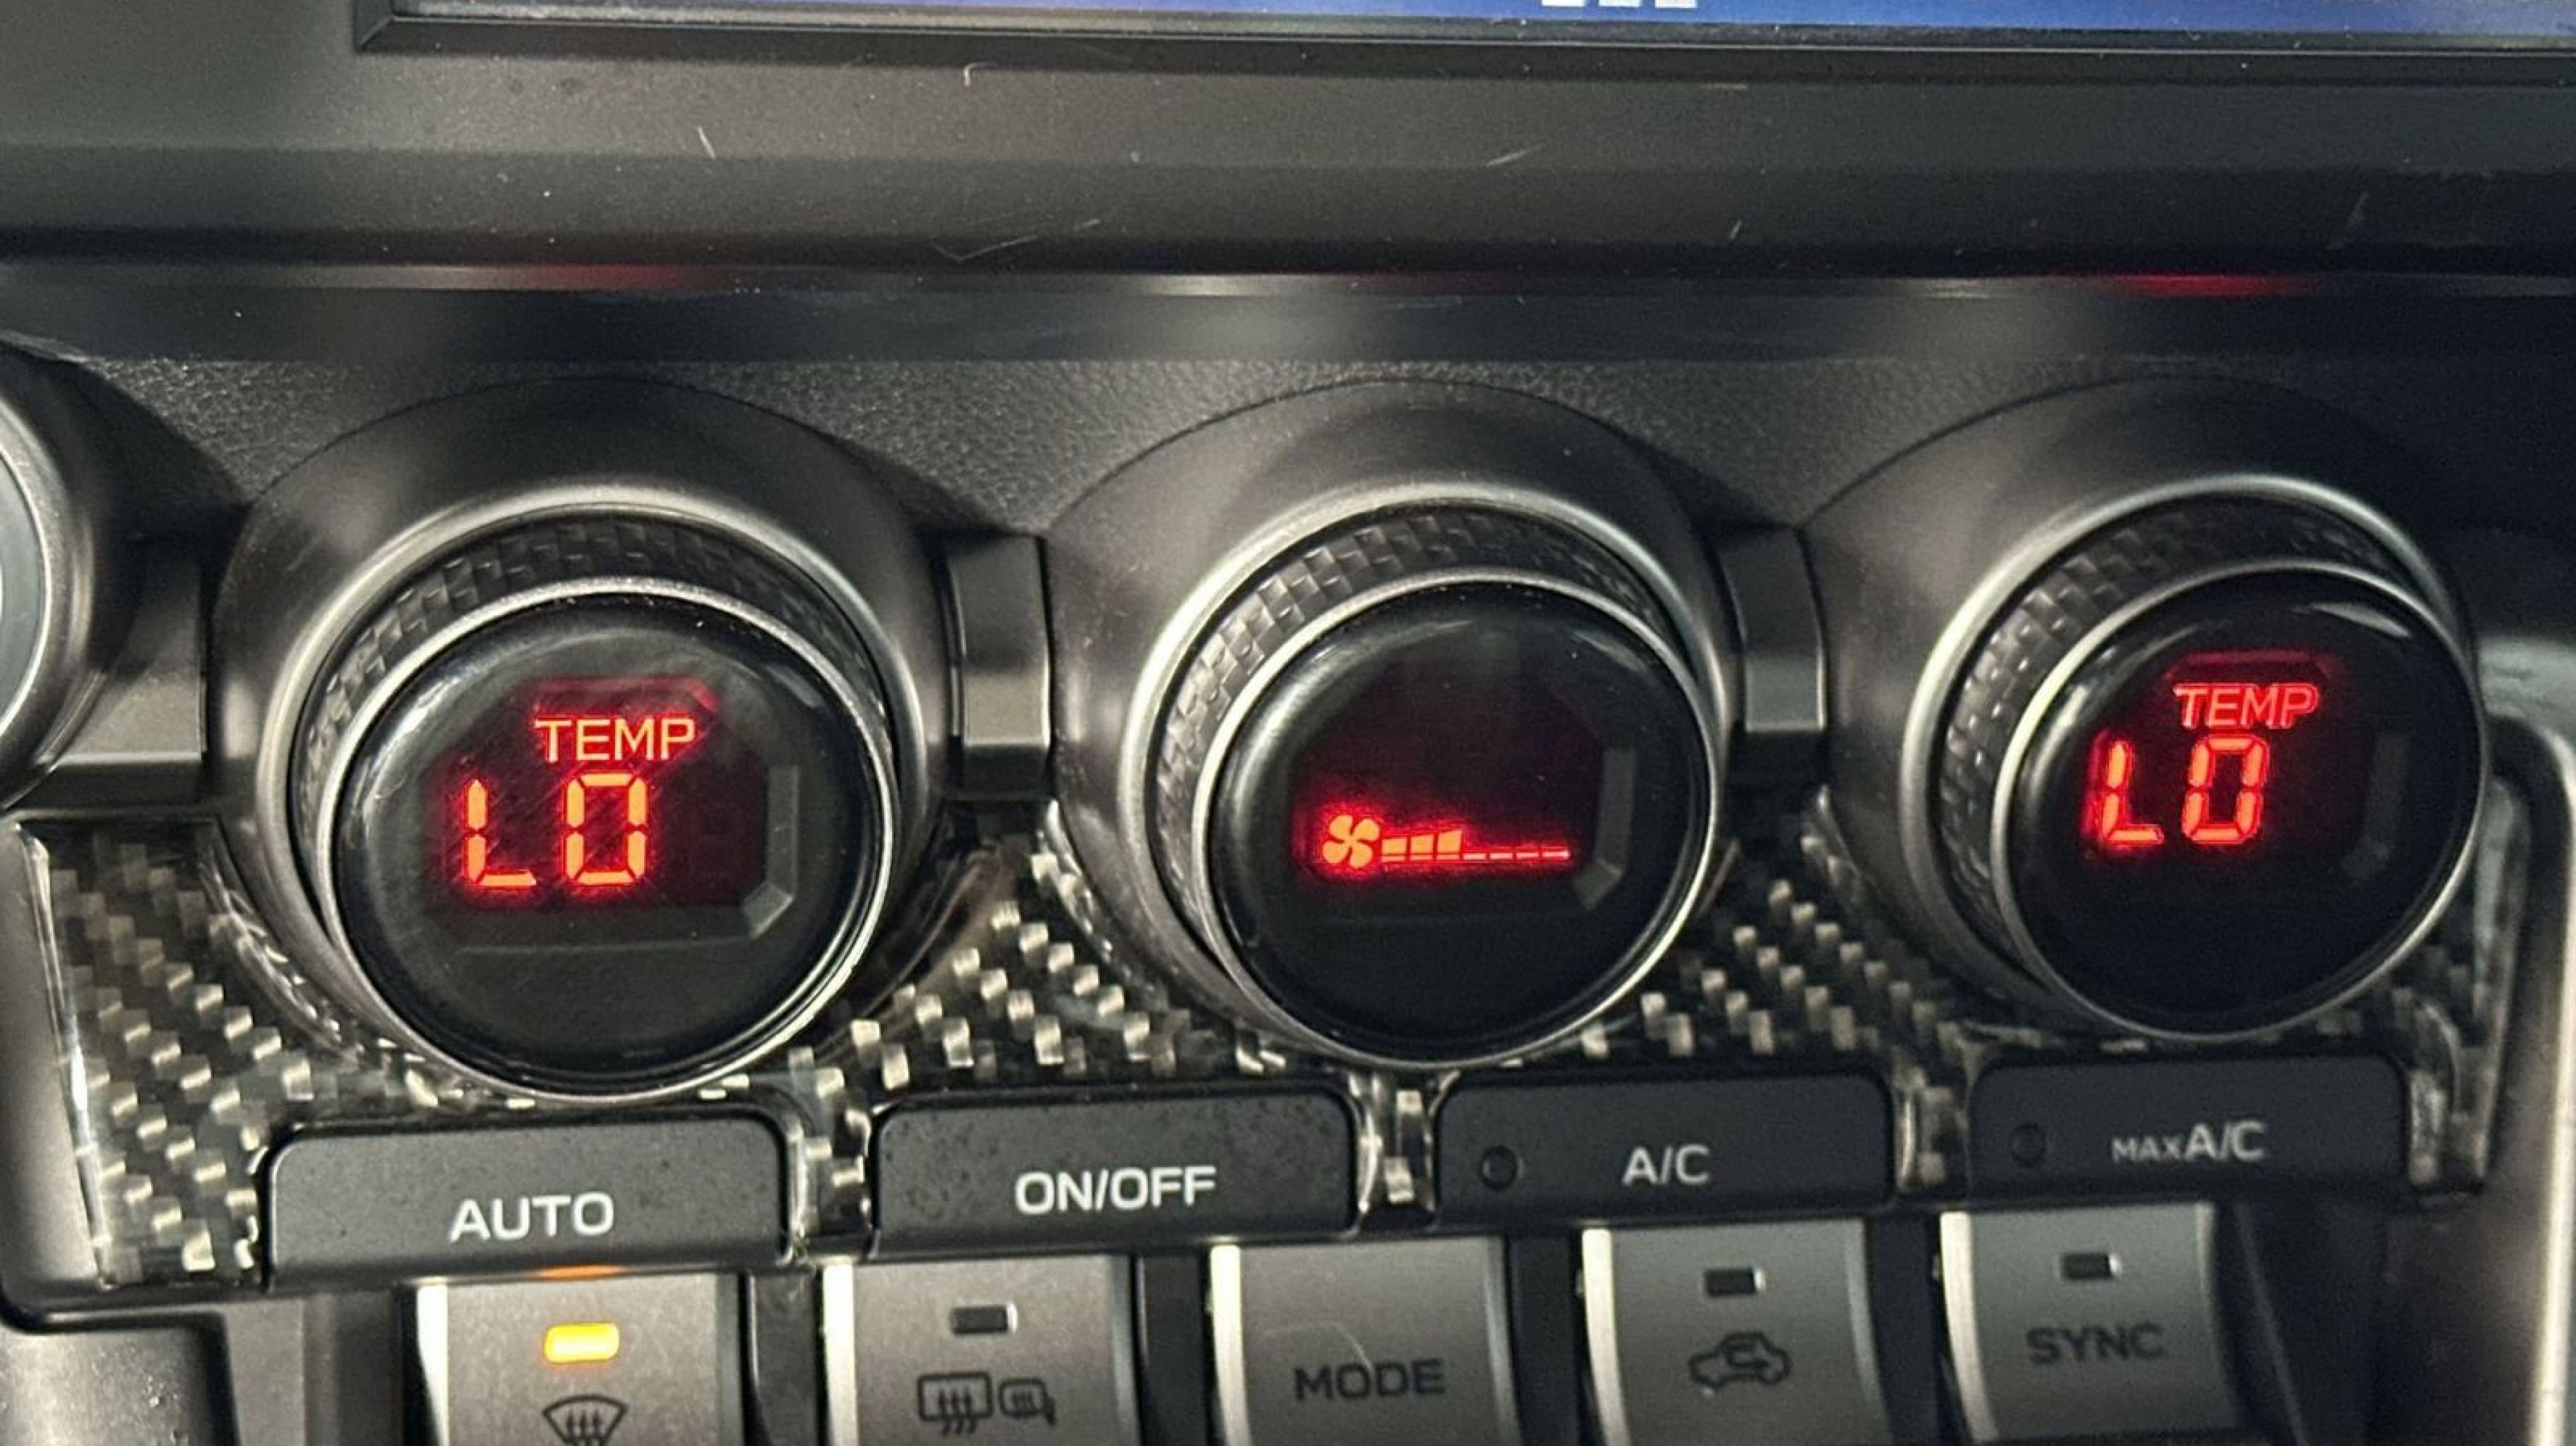 TEMP
LO
TEMP
LO
AUTO
ON/OFF
A/C
MAX A/C
MODE
SYNC